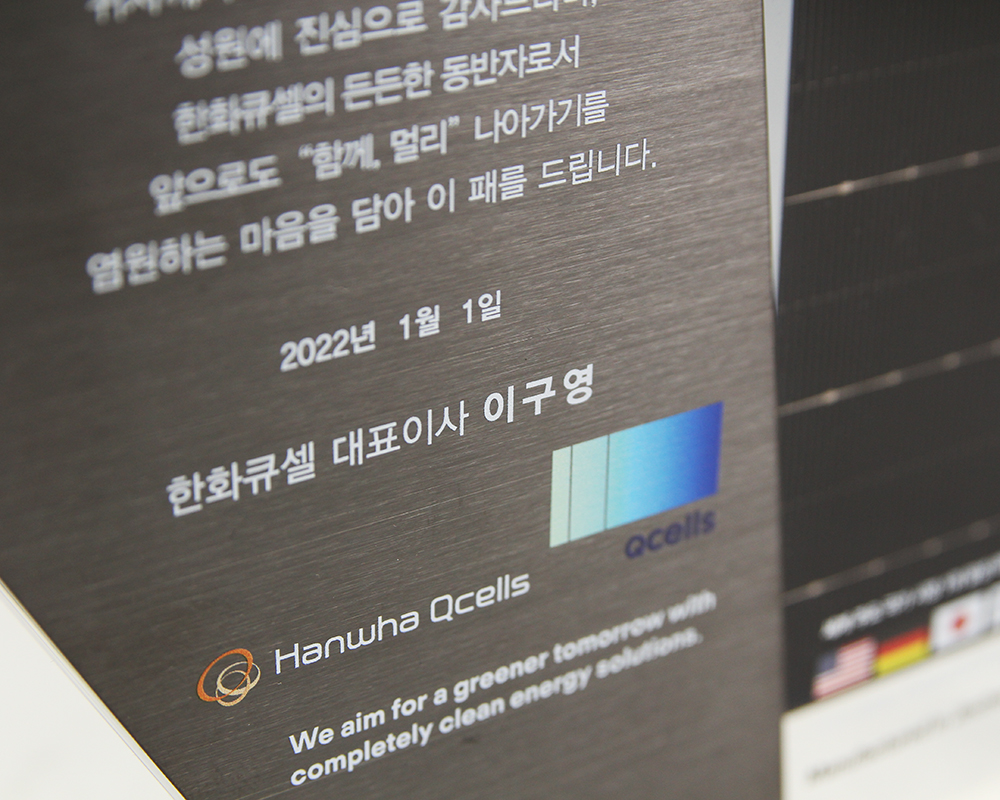 성원에 진심으로 감사드리며,
한화큐셀의 든든한 동반자로서
앞으로도 “함께, 멀리” 나아가기를
염원하는 마음을 담아 이 패를 드립니다.
2022년 1월 1일
한화큐셀 대표이사 이구영
Qcells
Hanwha Qcells
We aim for a greener tomorrow with
completely clean energy solutions.